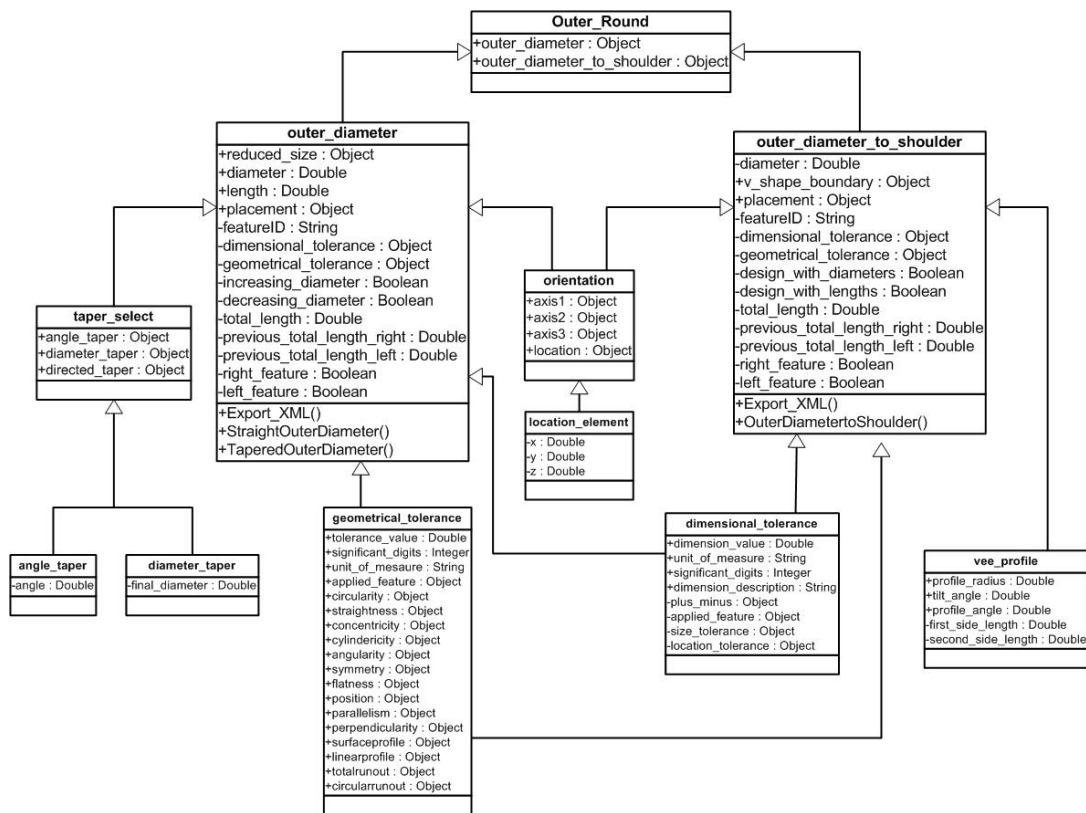 Outer_Round
+outer_diameter : Object
+outer_diameter_to_shoulder : Object
outer_diameter
+reduced_size : Object
+diameter : Double
+length : Double
+placement : Object
-featureID : String
-dimensional_tolerance : Object
-geometrical_tolerance : Object
-increasing_diameter : Boolean
-decreasing_diameter : Boolean
-total_length : Double
-previous_total_length_right : Double
-previous_total_length_left : Double
-right_feature : Boolean
-left_feature : Boolean
+Export_XML()
+StraightOuterDiameter()
+TaperedOuterDiameter()
outer_diameter_to_shoulder
-diameter : Double
+v_shape_boundary : Object
+placement : Object
-featureID : String
-dimensional_tolerance : Object
-geometrical_tolerance : Object
-design_with_diameters : Boolean
-design_with_lengths : Boolean
-total_length : Double
-previous_total_length_right : Double
-previous_total_length_left : Double
-right_feature : Boolean
-left_feature : Boolean
+Export_XML()
+OuterDiametertoShoulder()
taper_select
+angle_taper : Object
+diameter_taper : Object
+directed_taper : Object
orientation
+axis1 : Object
+axis2 : Object
+axis3 : Object
+location : Object
location_element
-x : Double
-y : Double
-z : Double
angle_taper
-angle : Double
diameter_taper
-final_diameter : Double
geometrical_tolerance
+tolerance_value : Double
+significant_digits : Integer
+unit_of_mesaure : String
+applied_feature : Object
+circularity : Object
+straightness : Object
+concentricity : Object
+cylindericity : Object
+angularity : Object
+symmetry : Object
+flatness : Object
+position : Object
+parallelism : Object
+perpendicularity : Object
+surfaceprofile : Object
+linearprofile : Object
+totalrunout : Object
+circularrunout : Object
dimensional_tolerance
+dimension_value : Double
+unit_of_measure : String
+significant_digits : Integer
+dimension_description : String
-plus_minus : Object
-applied_feature : Object
-size_tolerance : Object
-location_tolerance : Object
vee_profile
+profile_radius : Double
+tilt_angle : Double
+profile_angle : Double
-first_side_length : Double
-second_side_length : Double